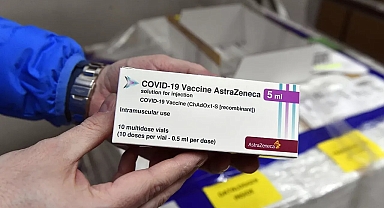 COVID-19 Vaccine AstraZeneca 5 ml
solution for injection
COVID-19 Vaccine (ChAdOx1-S [recombinant])
Intramuscular use
10 multidose vials
(10 doses per vial - 0.5 ml per dose)
AstraZeneca